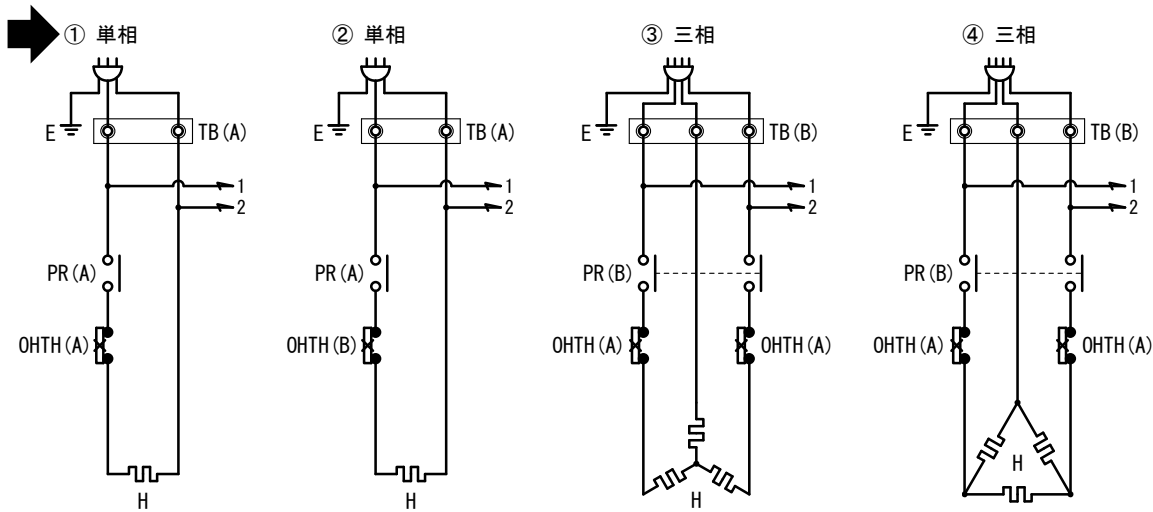 ① 単相
E
TB(A)
1
2
PR(A)
OHTH(A)
H
② 単相
E
TB(A)
1
2
PR(A)
OHTH(B)
H
③ 三相
E
TB(B)
1
2
PR(B)
OHTH(A)
OHTH(A)
H
④ 三相
E
TB(B)
1
2
PR(B)
OHTH(A)
OHTH(A)
H